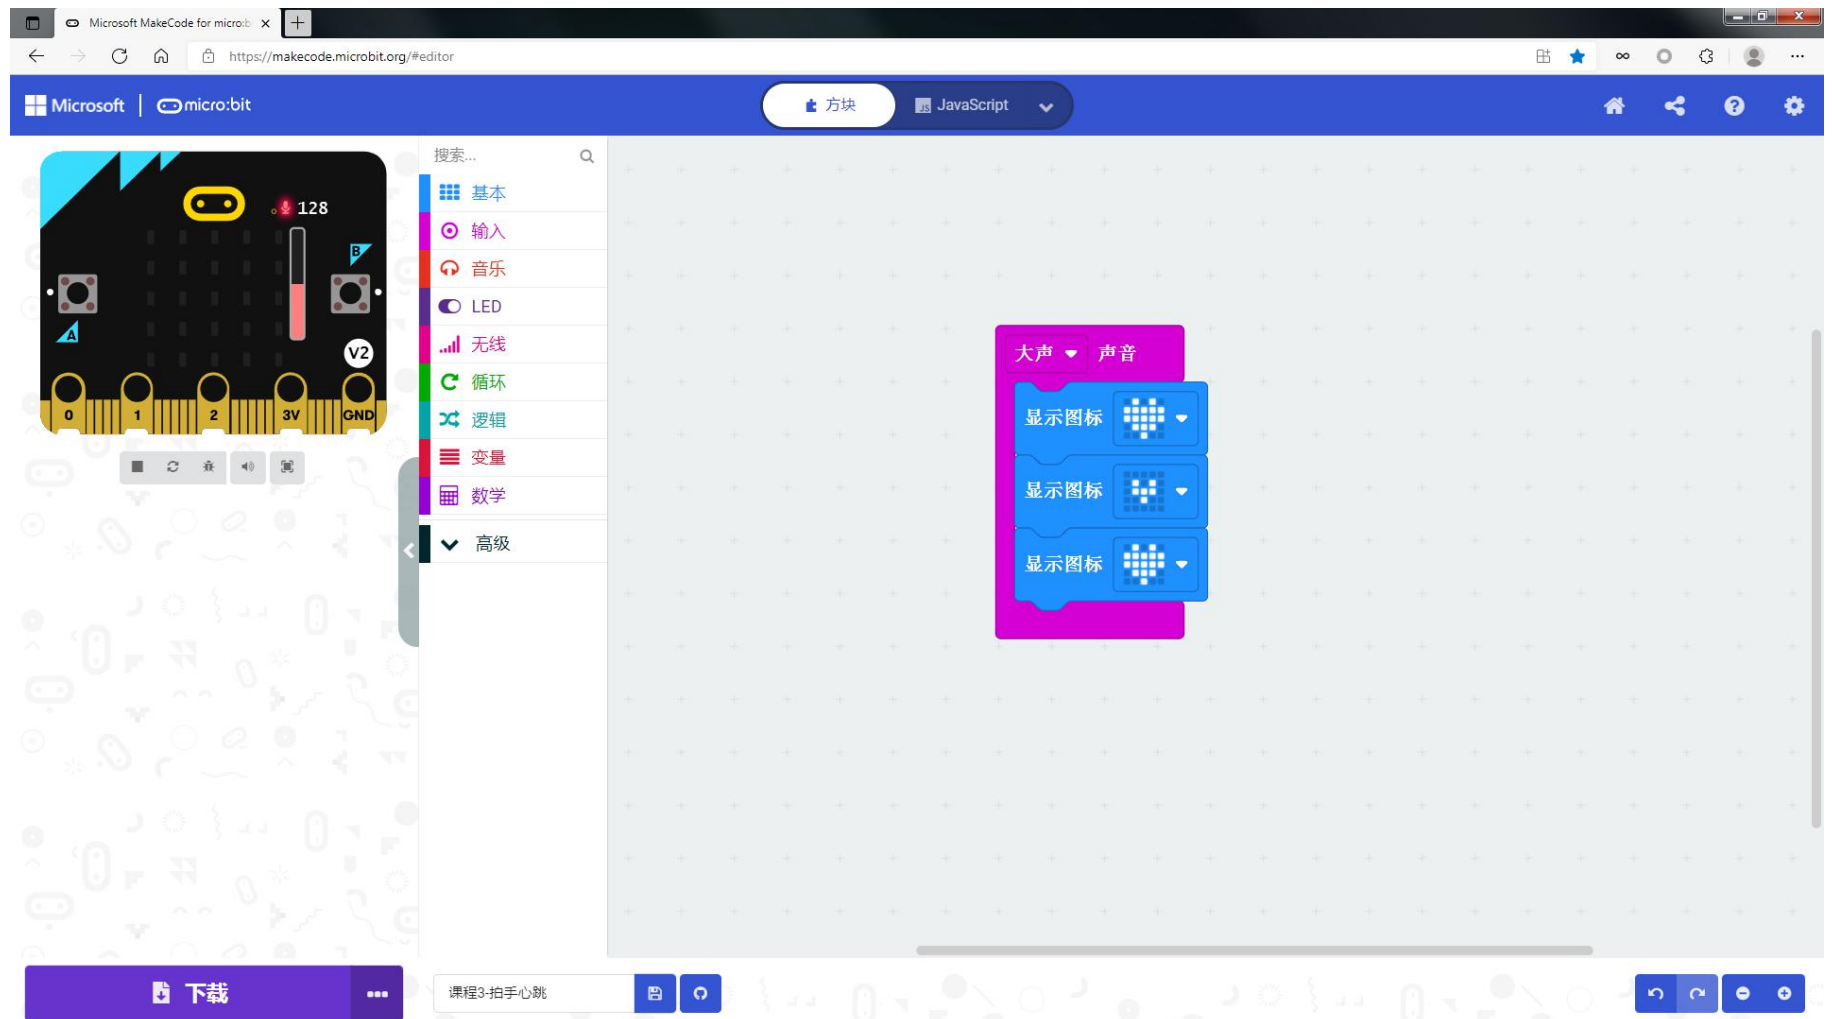 Microsoft MakeCode for micro:b
https://makecode.microbit.org/#editor
Microsoft | micro:bit
方块
JS JavaScript
搜索...
128
基本
输入
B
音乐
LED
A
无线
V2
循环
0 1 2 3V GND
逻辑
变量
数学
高级
大声 声音
显示图标
显示图标
显示图标
下载
课程3-拍手心跳